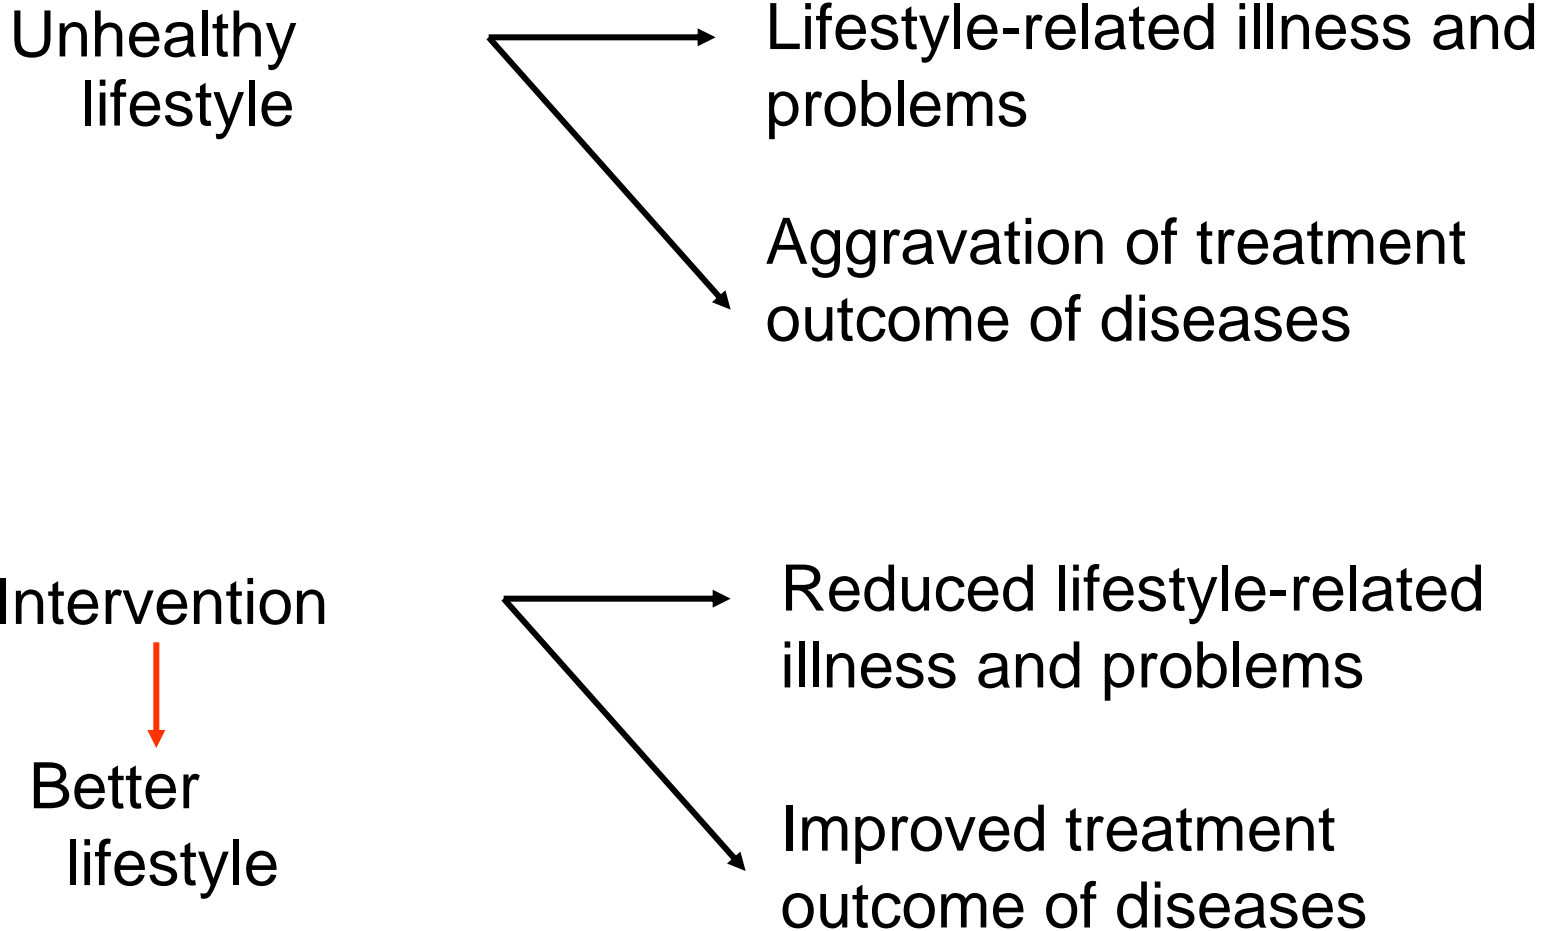 Unhealthy
lifestyle
Lifestyle-related illness and
problems
Aggravation of treatment
outcome of diseases
Intervention
Better
lifestyle
Reduced lifestyle-related
illness and problems
Improved treatment
outcome of diseases